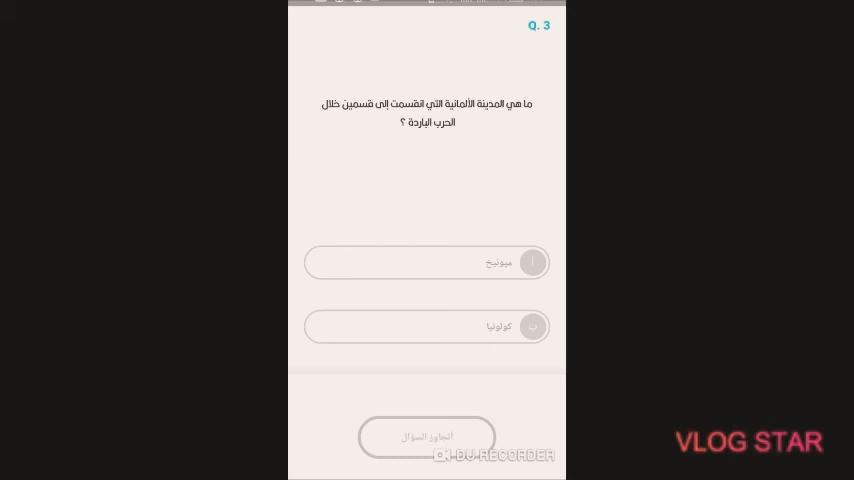 Q. 3
ما هي المدينة الألمانية التي انقسمت إلى قسمين خلال
الحرب الباردة ؟
أ ميونيخ
ب كولونيا
أتجاوز السؤال
DU RECORDER
VLOG STAR